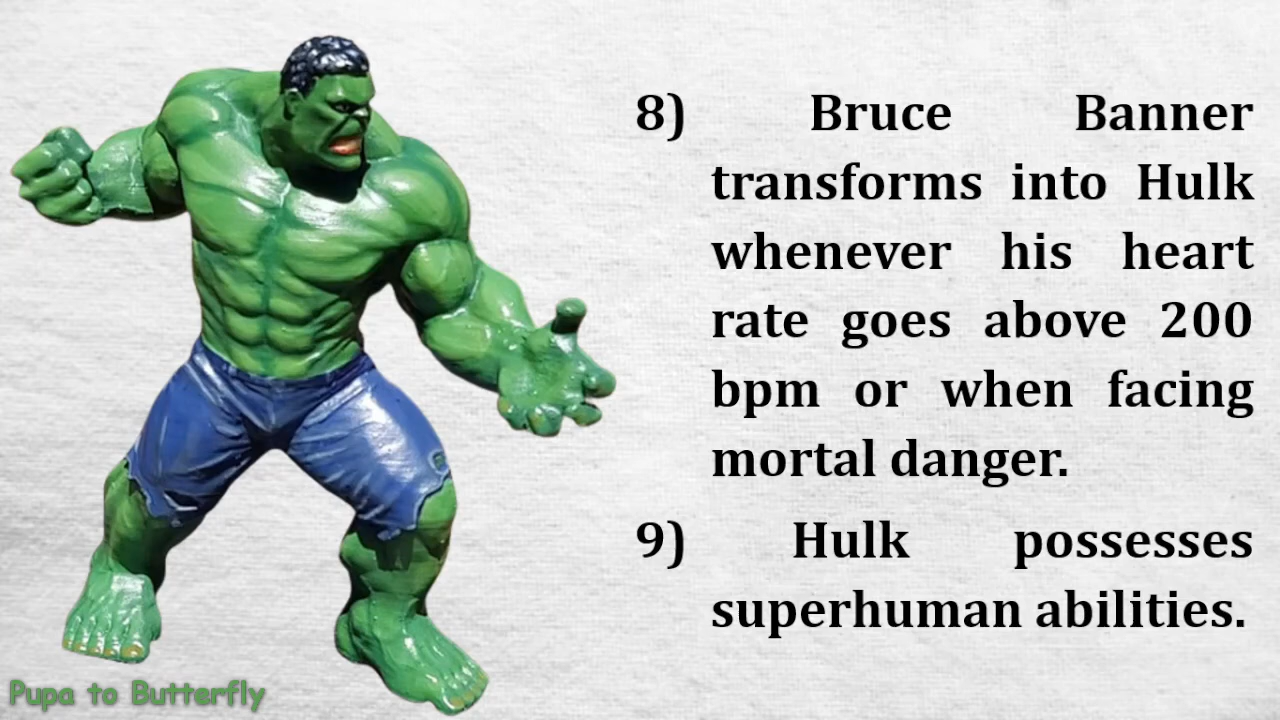 8) Bruce Banner
transforms into Hulk
whenever his heart
rate goes above 200
bpm or when facing
mortal danger.
9) Hulk possesses
superhuman abilities.
Pupa to Butterfly